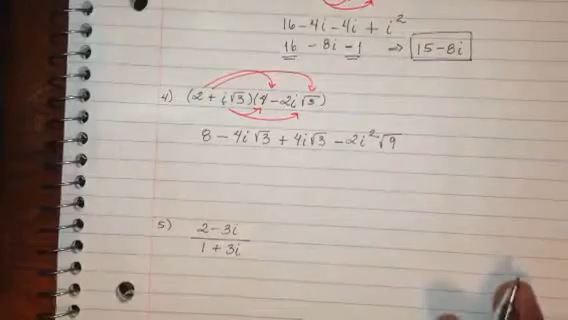 16 - 4i - 4i + i²
16 - 8i - 1 ⇒ 15 - 8i
4) (2 + i√3)(4 - 2i√3)
8 - 4i√3 + 4i√3 - 2i²√9
5) 2 - 3i
1 + 3i